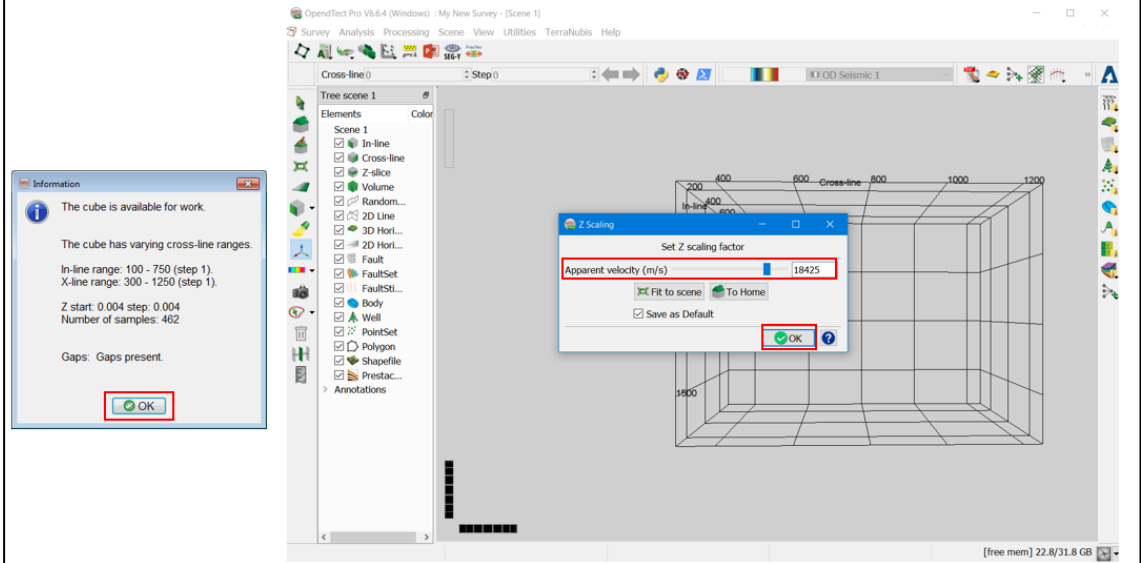 Information
The cube is available for work.
The cube has varying cross-line ranges.
In-line range: 100 - 750 (step 1).
X-line range: 300 - 1250 (step 1).
Z start: 0.004 step: 0.004
Number of samples: 462
Gaps: Gaps present.
OK
OpendTect Pro V6.6.4 (Windows) : My New Survey - [Scene 1]
Survey Analysis Processing Scene View Utilities TerraNubis Help
SEG-Y
Cross-line 0
Step 0
OD Seismic 1
Tree scene 1
Elements Color
Scene 1
In-line
Cross-line
Z-slice
Volume
Random...
2D Line
3D Hori...
2D Hori...
Fault
FaultSet
FaultSti...
Body
Well
PointSet
Polygon
Shapefile
Prestac...
Annotations
200 400 600 Cross-line 800 1000 1200
In-line 400
600
Z Scaling
Set Z scaling factor
Apparent velocity (m/s) 18425
Fit to scene To Home
Save as Default
OK
[free mem] 22.8/31.8 GB